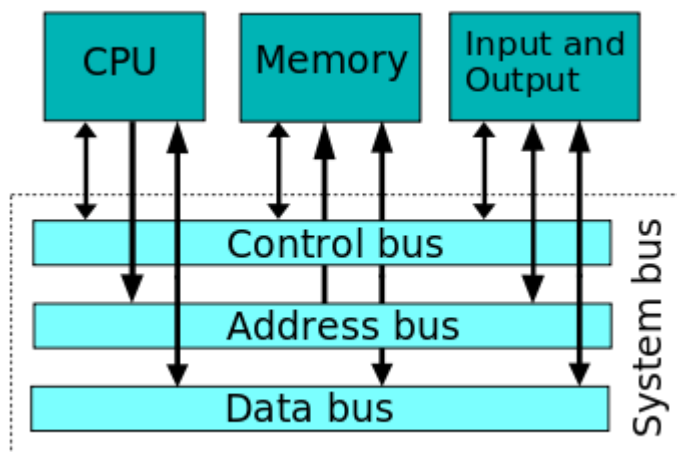 CPU
Memory
Input and
Output
Control bus
Address bus
Data bus
System bus